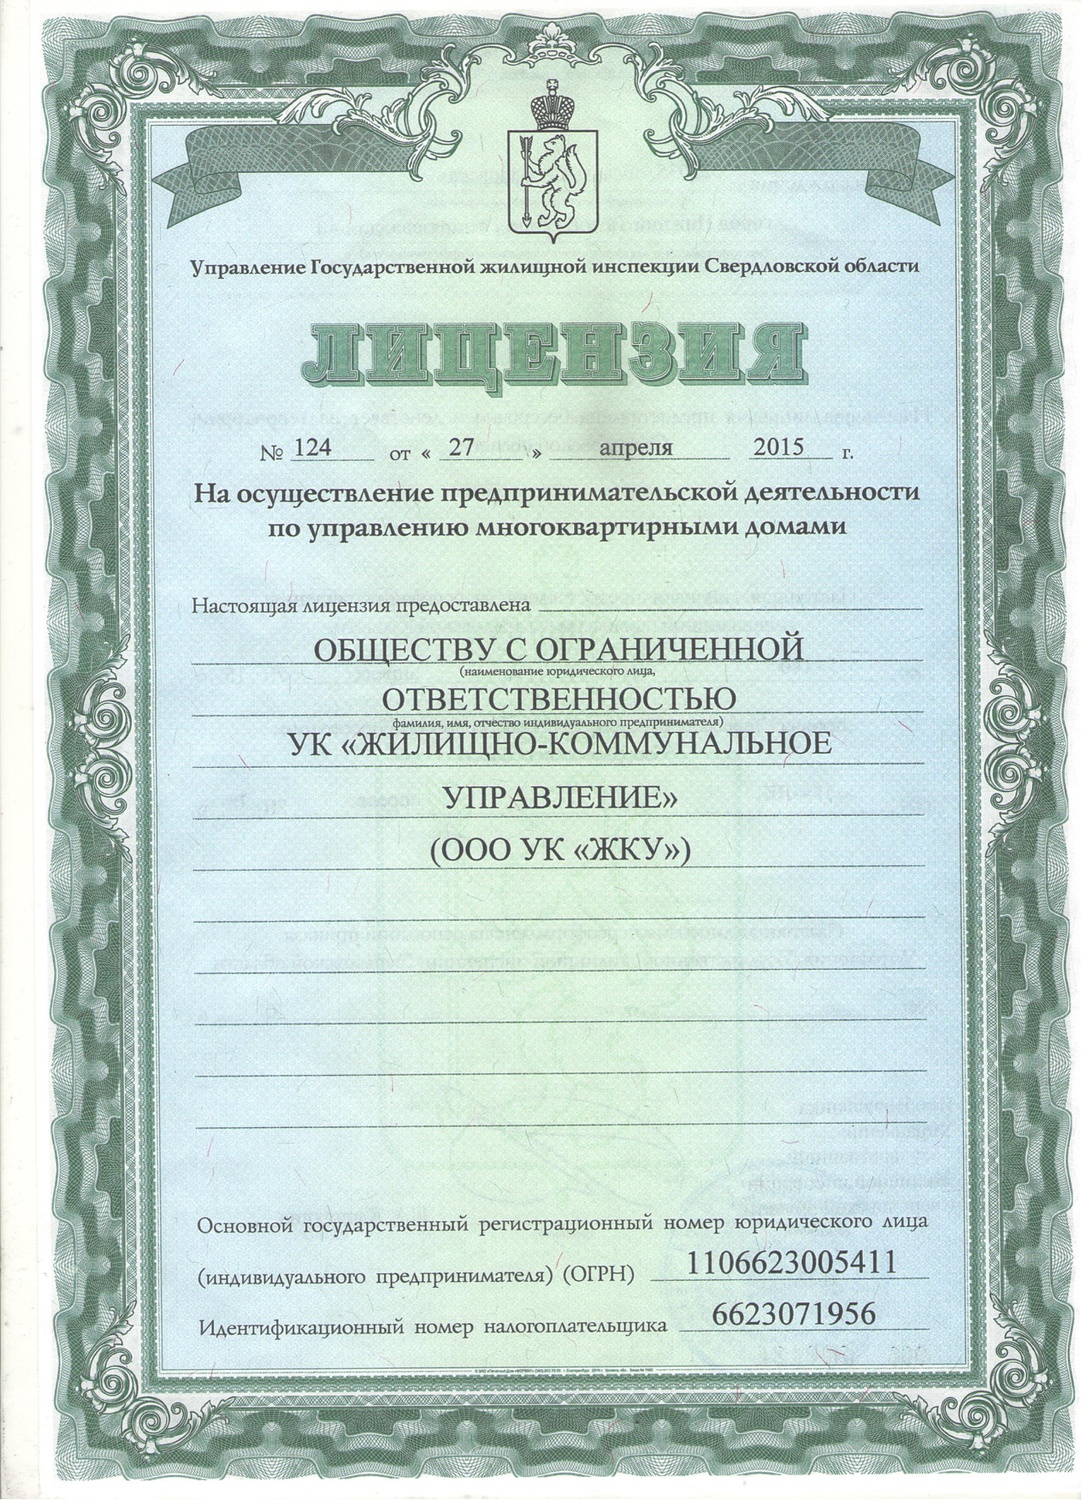 Управление Государственной жилищной инспекции Свердловской области
ЛИЦЕНЗИЯ
№ 124 от « 27 » апреля 2015 г.
На осуществление предпринимательской деятельности
по управлению многоквартирными домами
Настоящая лицензия предоставлена
ОБЩЕСТВУ С ОГРАНИЧЕННОЙ
(наименование юридического лица,
ОТВЕТСТВЕННОСТЬЮ
фамилия, имя, отчество индивидуального предпринимателя)
УК «ЖИЛИЩНО-КОММУНАЛЬНОЕ
УПРАВЛЕНИЕ»
(ООО УК «ЖКУ»)
Основной государственный регистрационный номер юридического лица
(индивидуального предпринимателя) (ОГРН) 1106623005411
Идентификационный номер налогоплательщика 6623071956